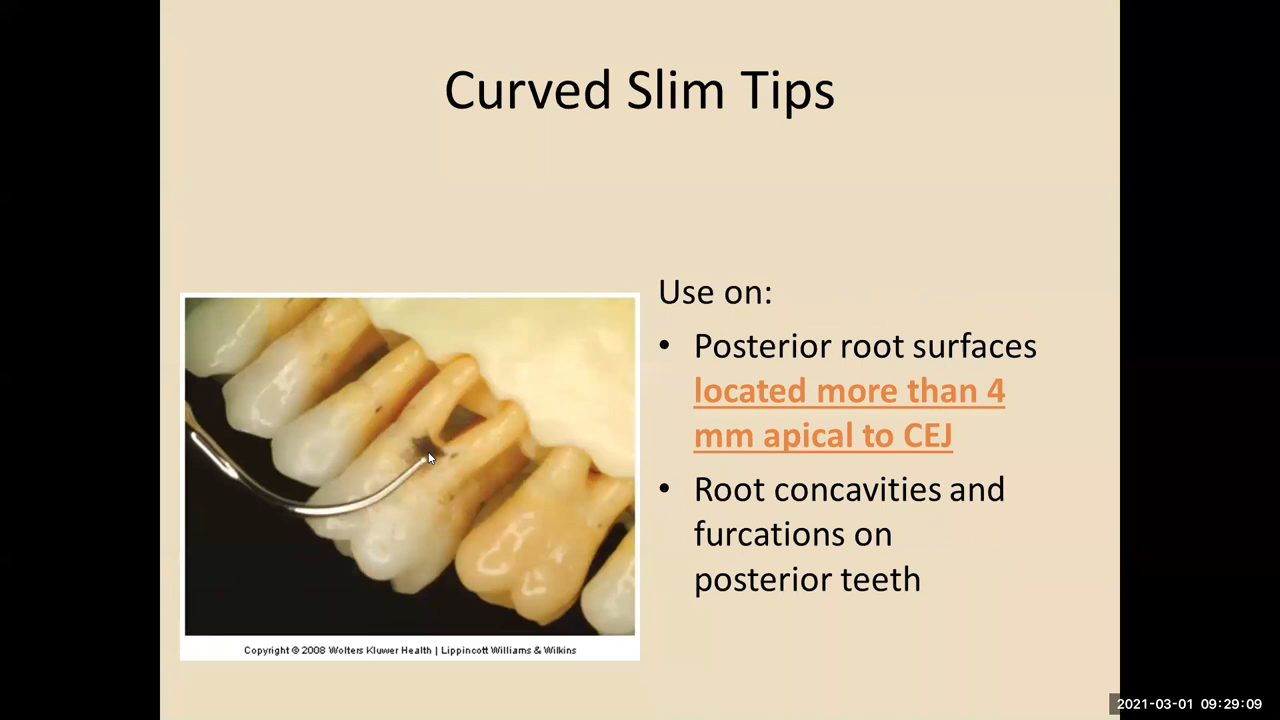 Curved Slim Tips
Use on:
• Posterior root surfaces
located more than 4
mm apical to CEJ
• Root concavities and
furcations on
posterior teeth
Copyright © 2008 Wolters Kluwer Health | Lippincott Williams & Wilkins
2021-03-01 09:29:09